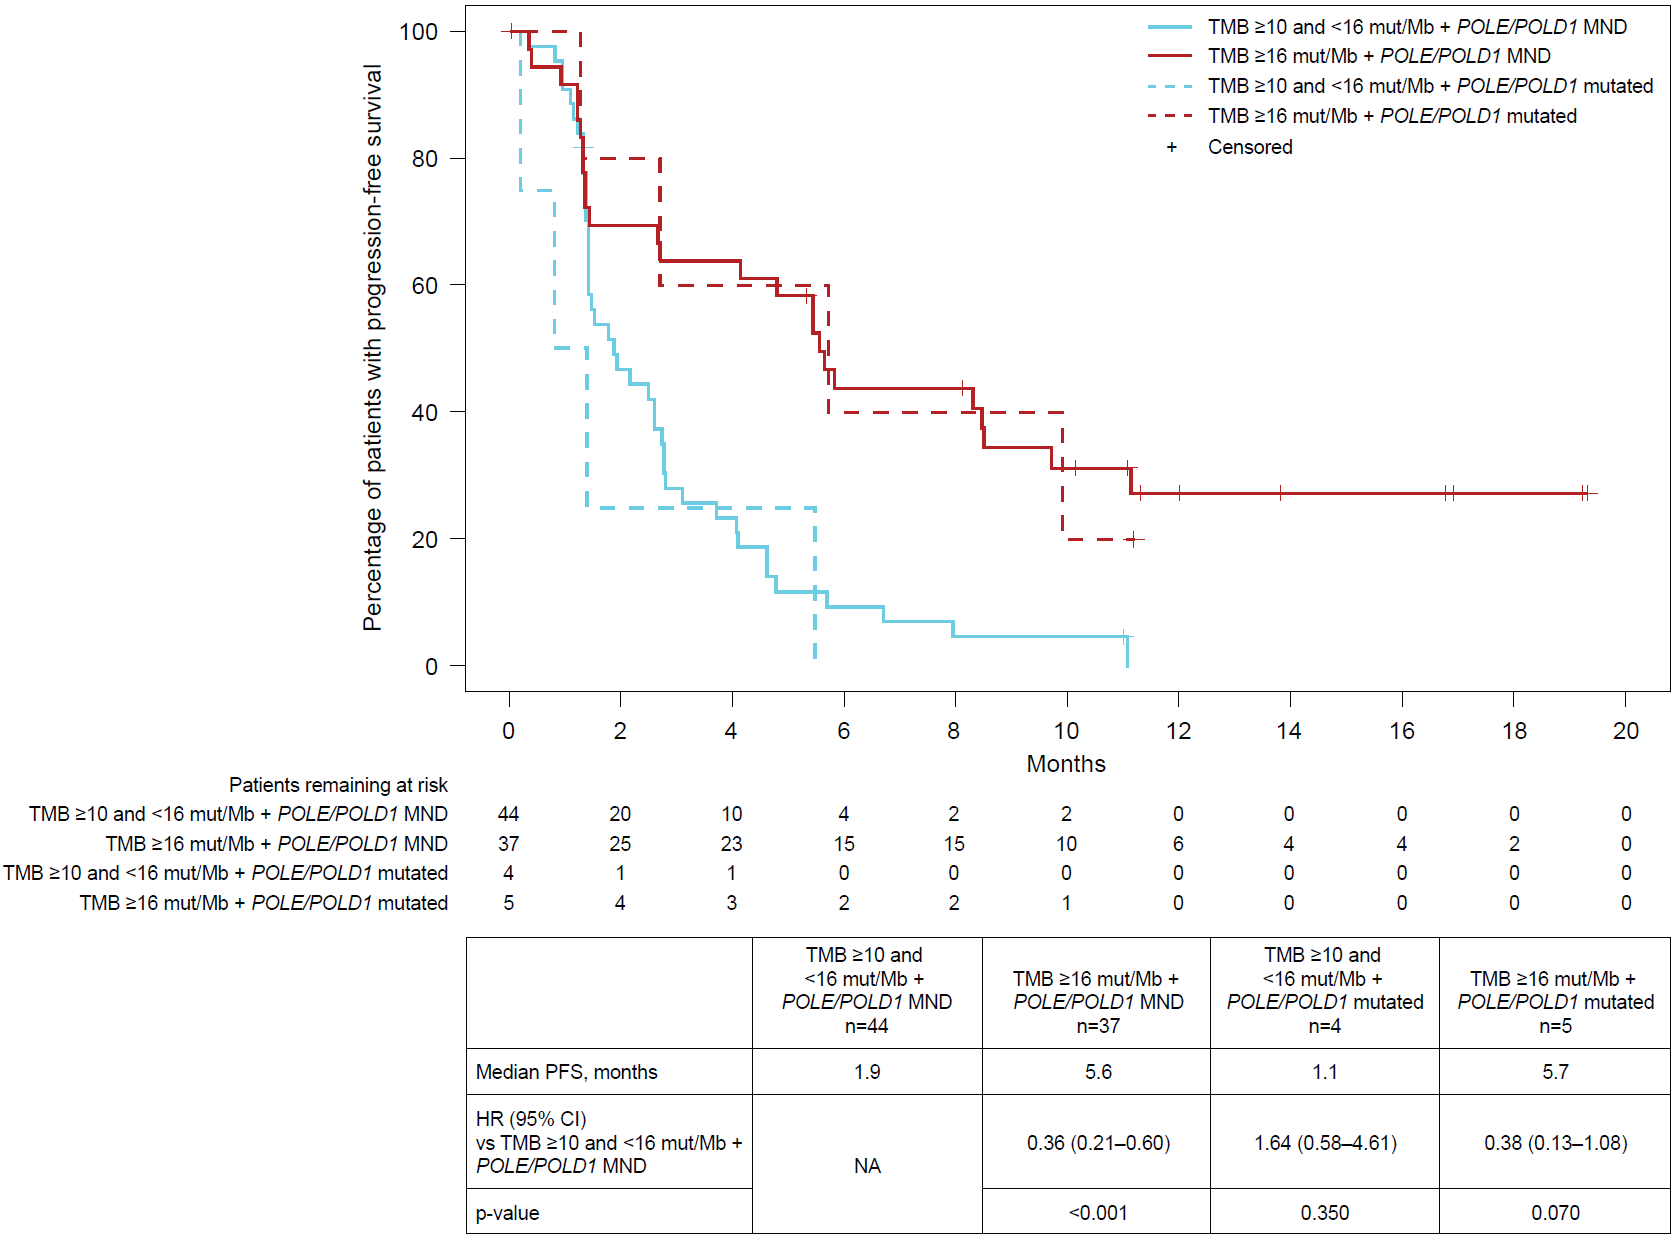 Percentage of patients with progression-free survival
100
80
60
40
20
0
TMB ≥10 and <16 mut/Mb + POLE/POLD1 MND
TMB ≥16 mut/Mb + POLE/POLD1 MND
TMB ≥10 and <16 mut/Mb + POLE/POLD1 mutated
TMB ≥16 mut/Mb + POLE/POLD1 mutated
+ Censored
0 2 4 6 8 10 12 14 16 18 20
Months
Patients remaining at risk
TMB ≥10 and <16 mut/Mb + POLE/POLD1 MND 44 20 10 4 2 2 0 0 0 0 0
TMB ≥16 mut/Mb + POLE/POLD1 MND 37 25 23 15 15 10 6 4 4 2 0
TMB ≥10 and <16 mut/Mb + POLE/POLD1 mutated 4 1 1 0 0 0 0 0 0 0 0
TMB ≥16 mut/Mb + POLE/POLD1 mutated 5 4 3 2 2 1 0 0 0 0 0
TMB ≥10 and
<16 mut/Mb +
POLE/POLD1 MND
n=44
TMB ≥16 mut/Mb +
POLE/POLD1 MND
n=37
TMB ≥10 and
<16 mut/Mb +
POLE/POLD1 mutated
n=4
TMB ≥16 mut/Mb +
POLE/POLD1 mutated
n=5
Median PFS, months 1.9 5.6 1.1 5.7
HR (95% CI)
vs TMB ≥10 and <16 mut/Mb +
POLE/POLD1 MND
NA
0.36 (0.21–0.60) 1.64 (0.58–4.61) 0.38 (0.13–1.08)
p-value <0.001 0.350 0.070